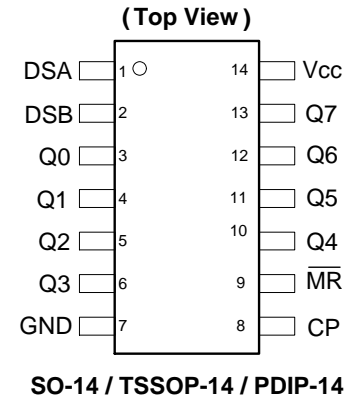 (Top View)
DSA 1 14 Vcc
DSB 2 13 Q7
Q0 3 12 Q6
Q1 4 11 Q5
Q2 5 10 Q4
Q3 6 9 M̅R̅
GND 7 8 CP
SO-14 / TSSOP-14 / PDIP-14